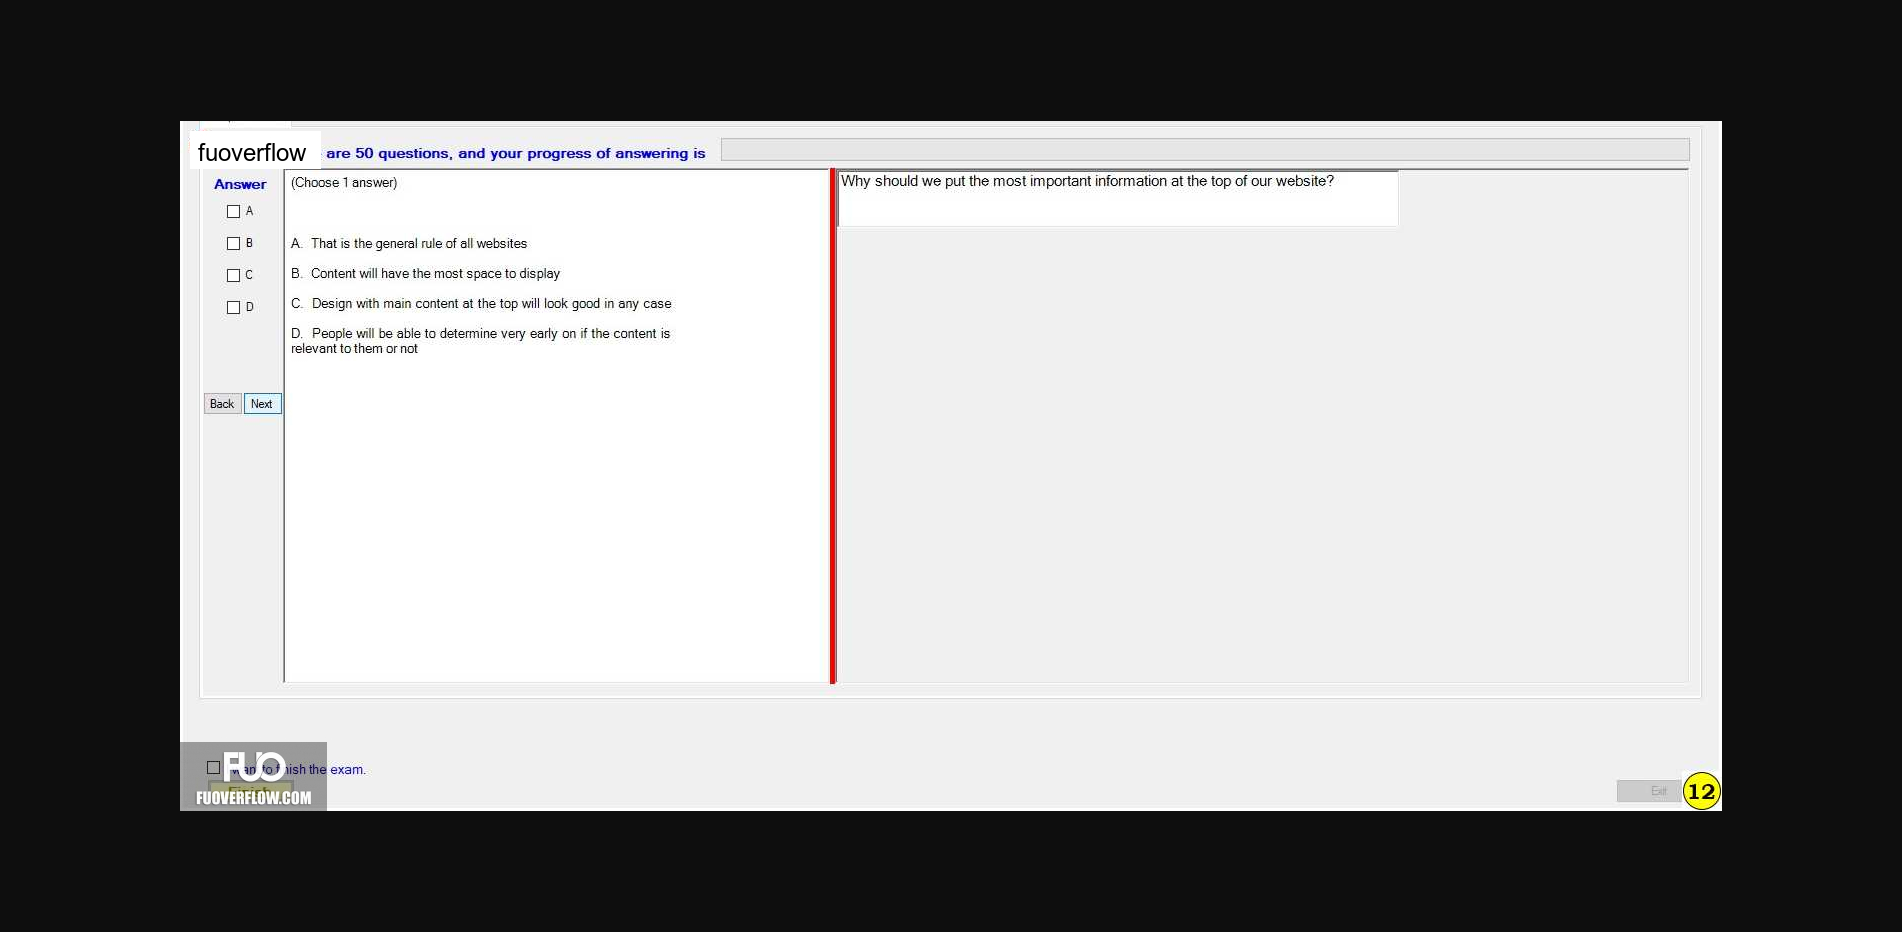 fuoverflow are 50 questions, and your progress of answering is
Answer
A
B
C
D
Back Next
(Choose 1 answer)
A. That is the general rule of all websites
B. Content will have the most space to display
C. Design with main content at the top will look good in any case
D. People will be able to determine very early on if the content is
relevant to them or not
Why should we put the most important information at the top of our website?
want to finish the exam.
Finish
FUO
FUOVERFLOW.COM
Exit
12